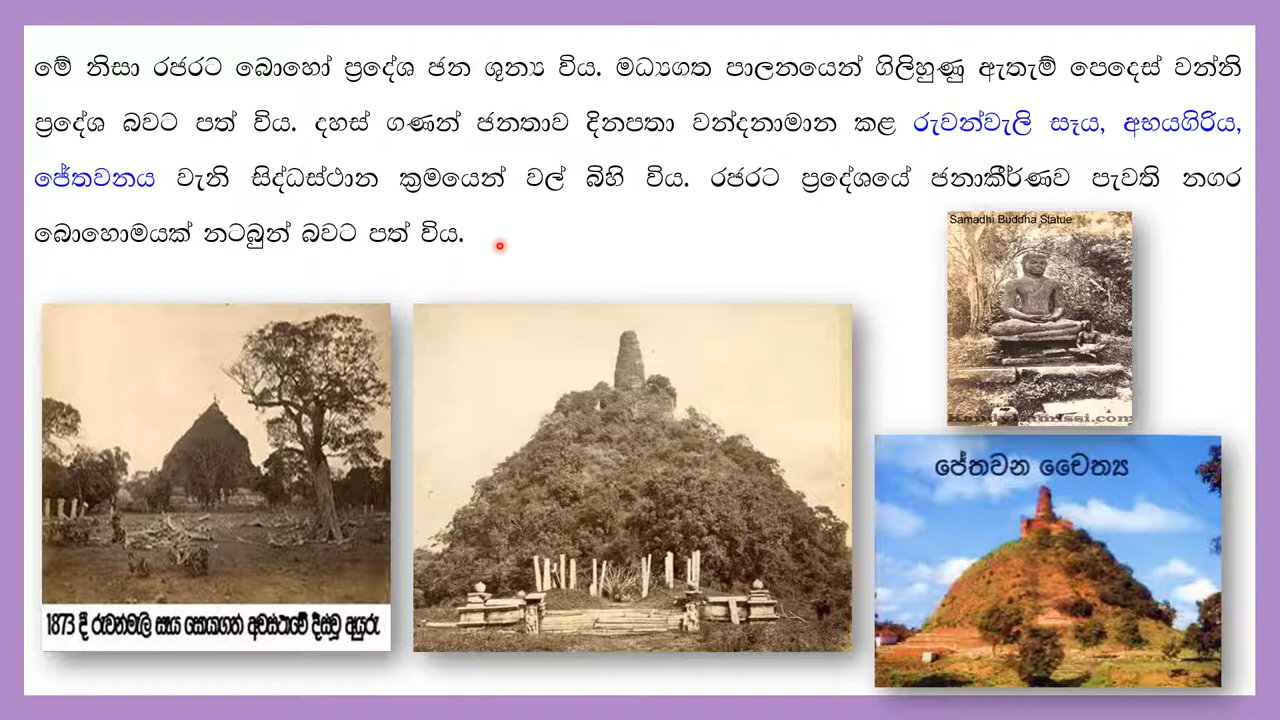 මේ නිසා රජරට බොහෝ ප්‍රදේශ ජන ශූන්‍ය විය. මධ්‍යගත පාලනයෙන් ගිලිහුණු ඇතැම් පෙදෙස් වන්නි
ප්‍රදේශ බවට පත් විය. දහස් ගණන් ජනතාව දිනපතා වන්දනාමාන කළ රුවන්වැලි සෑය, අභයගිරිය,
ජේතවනය වැනි සිද්ධස්ථාන ක්‍රමයෙන් වල් බිහි විය. රජරට ප්‍රදේශයේ ජනාකීර්ණව පැවති නගර
බොහොමයක් නටබුන් බවට පත් විය.
Samadhi Buddha Statue
ජේතවන චෛත්‍ය
1873 දී රුවන්මැලි සෑය සොයාගත් අවස්ථාවේ දිස්වූ අයුරු